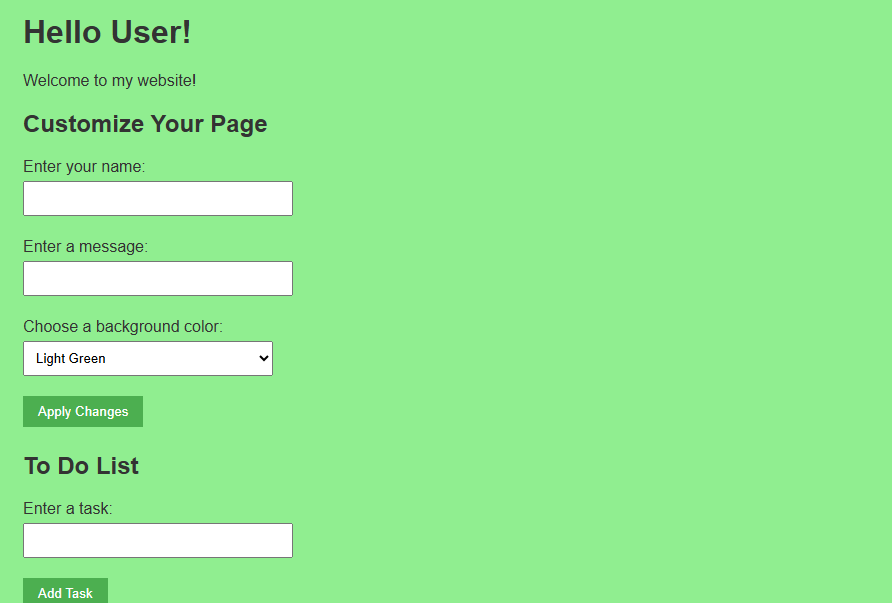 Hello User!
Welcome to my website!
Customize Your Page
Enter your name:
Enter a message:
Choose a background color:
Light Green
Apply Changes
To Do List
Enter a task:
Add Task